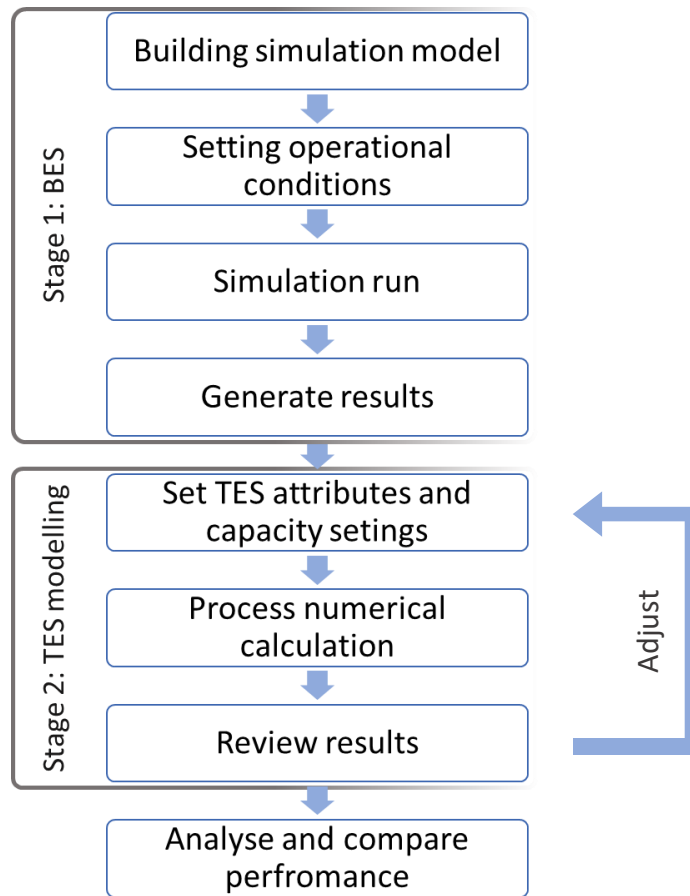 Stage 1: BES
Building simulation model
Setting operational
conditions
Simulation run
Generate results
Stage 2: TES modelling
Set TES attributes and
capacity setings
Process numerical
calculation
Review results
Adjust
Analyse and compare
perfromance